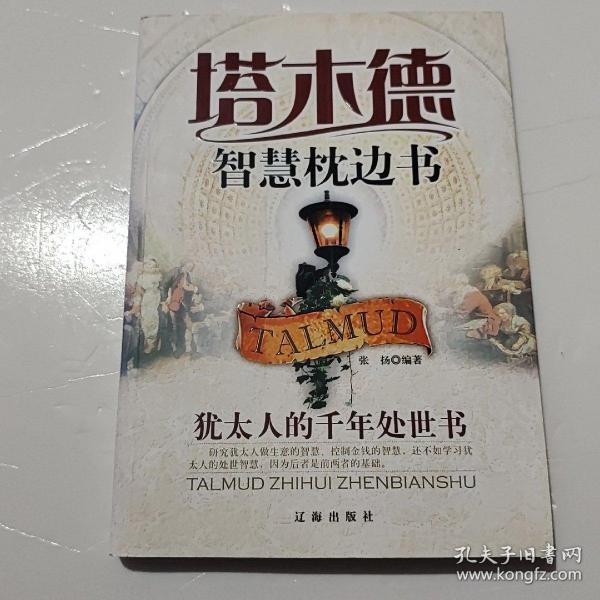 塔木德
智慧枕边书
TALMUD
张 扬◎编著
犹太人的千年处世书
研究犹太人做生意的智慧、控制金钱的智慧，还不如学习犹
太人的处世智慧，因为后者是前两者的基础。
TALMUD ZHIHUI ZHENBIANSHU
辽海出版社
孔夫子旧书网
www.kongfz.com